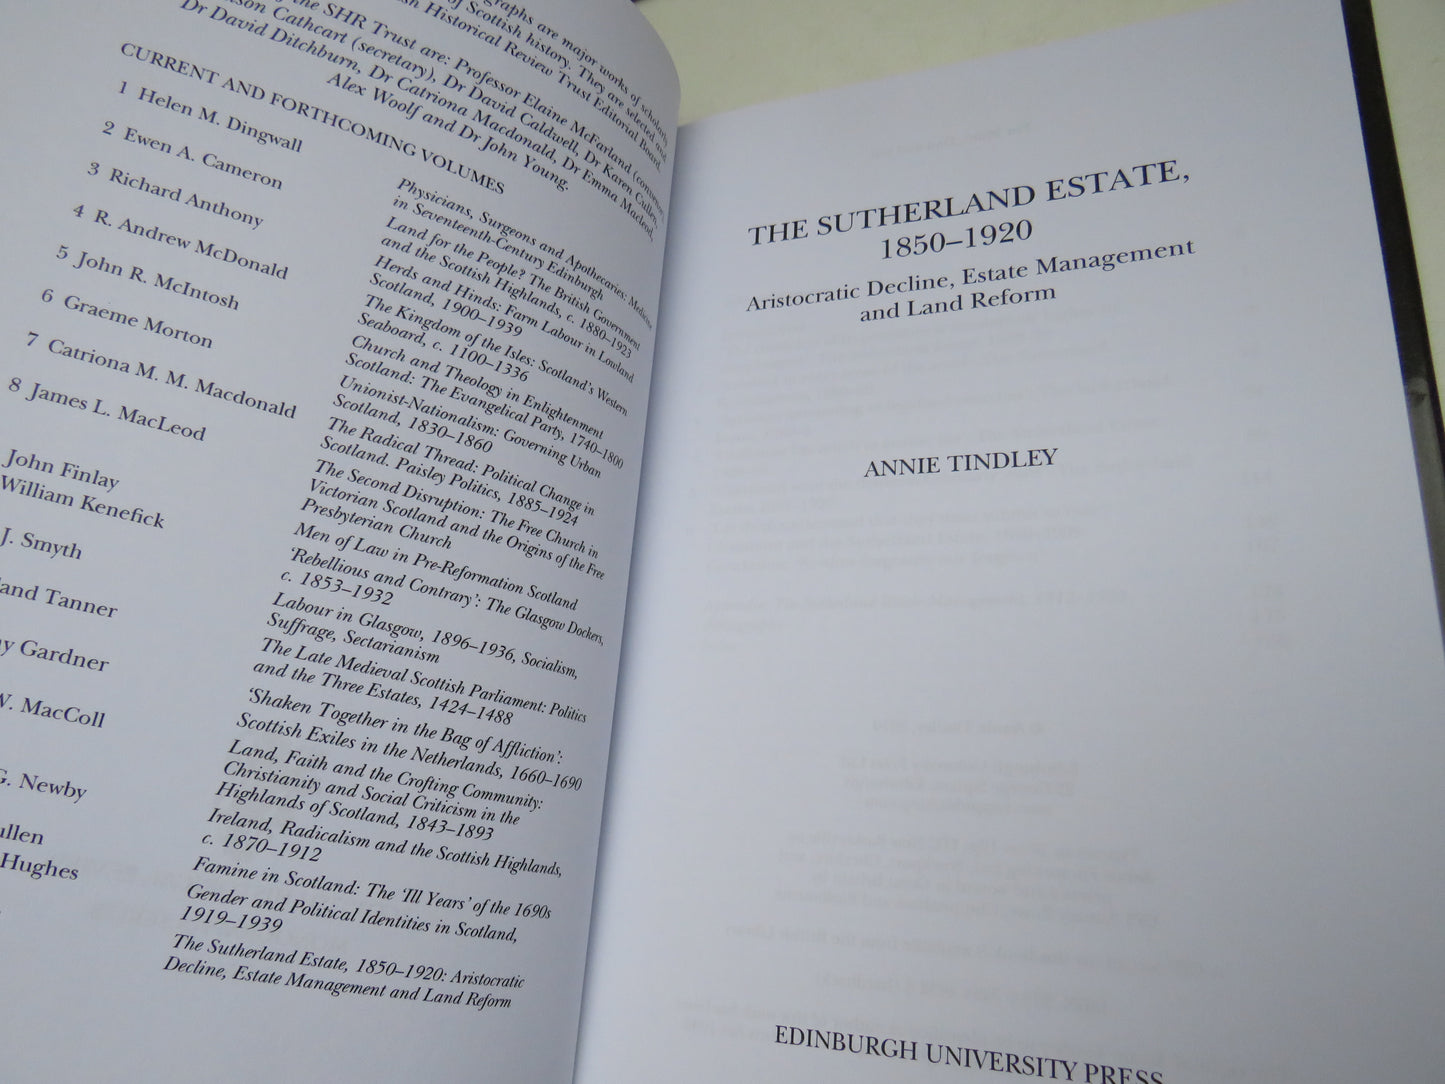 graphs are major works of scholarly
of Scottish history. They are selected and
sh Historical Review Trust Editorial Board.
of the SHR Trust are: Professor Elaine McFarland (convener)
ison Cathcart (secretary), Dr David Caldwell, Dr Karen Cullen,
Dr David Ditchburn, Dr Catriona Macdonald, Dr Emma Macleod,
Alex Woolf and Dr John Young.
CURRENT AND FORTHCOMING VOLUMES
1 Helen M. Dingwall
Physicians, Surgeons and Apothecaries: Medicine
in Seventeenth-Century Edinburgh
2 Ewen A. Cameron
Land for the People? The British Government
and the Scottish Highlands, c. 1880–1923
3 Richard Anthony
Herds and Hinds: Farm Labour in Lowland
Scotland, 1900–1939
4 R. Andrew McDonald
The Kingdom of the Isles: Scotland's Western
Seaboard, c. 1100–1336
5 John R. McIntosh
Church and Theology in Enlightenment
Scotland: The Evangelical Party, 1740–1800
6 Graeme Morton
Unionist-Nationalism: Governing Urban
Scotland, 1830–1860
7 Catriona M. M. Macdonald
The Radical Thread: Political Change in
Scotland. Paisley Politics, 1885–1924
8 James L. MacLeod
The Second Disruption: The Free Church in
Victorian Scotland and the Origins of the Free
Presbyterian Church
John Finlay
Men of Law in Pre-Reformation Scotland
William Kenefick
'Rebellious and Contrary': The Glasgow Dockers,
c. 1853–1932
J. Smyth
Labour in Glasgow, 1896–1936, Socialism,
Suffrage, Sectarianism
land Tanner
The Late Medieval Scottish Parliament: Politics
and the Three Estates, 1424–1488
y Gardner
'Shaken Together in the Bag of Affliction':
Scottish Exiles in the Netherlands, 1660–1690
W. MacColl
Land, Faith and the Crofting Community:
Christianity and Social Criticism in the
Highlands of Scotland, 1843–1893
G. Newby
Ireland, Radicalism and the Scottish Highlands,
c. 1870–1912
ullen
Famine in Scotland: The 'Ill Years' of the 1690s
Hughes
Gender and Political Identities in Scotland,
1919–1939
The Sutherland Estate, 1850–1920: Aristocratic
Decline, Estate Management and Land Reform
THE SUTHERLAND ESTATE,
1850–1920
Aristocratic Decline, Estate Management
and Land Reform
ANNIE TINDLEY
EDINBURGH UNIVERSITY PRESS